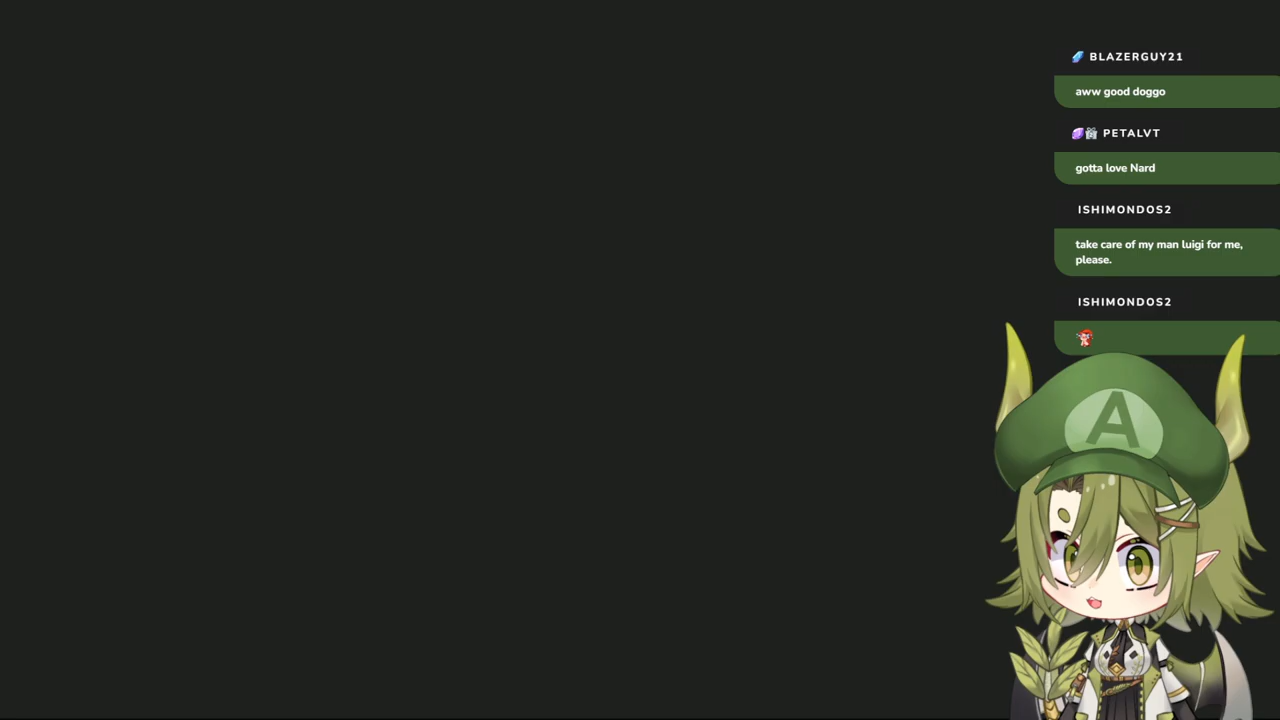 BLAZERGUY21
aww good doggo
PETALVT
gotta love Nard
ISHIMONDOS2
take care of my man luigi for me,
please.
ISHIMONDOS2
A